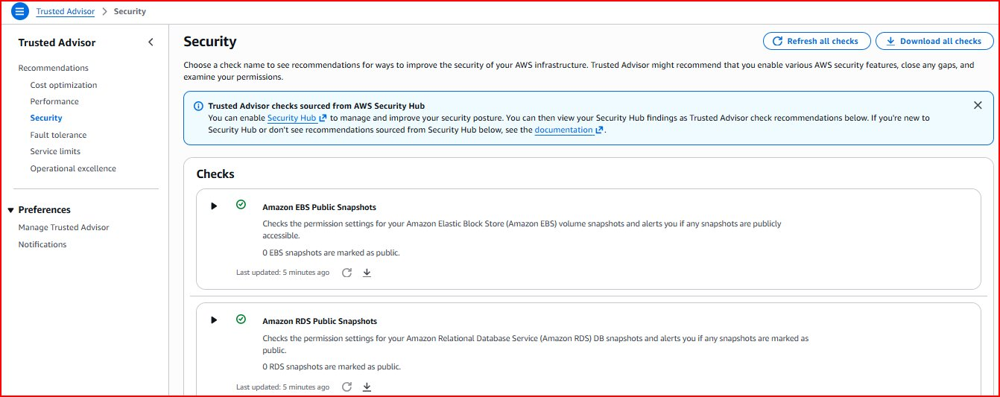 Trusted Advisor > Security
Trusted Advisor
Recommendations
Cost optimization
Performance
Security
Fault tolerance
Service limits
Operational excellence
Preferences
Manage Trusted Advisor
Notifications
Security
Refresh all checks
Download all checks
Choose a check name to see recommendations for ways to improve the security of your AWS infrastructure. Trusted Advisor might recommend that you enable various AWS security features, close any gaps, and
examine your permissions.
Trusted Advisor checks sourced from AWS Security Hub
You can enable Security Hub to manage and improve your security posture. You can then view your Security Hub findings as Trusted Advisor check recommendations below. If you're new to
Security Hub or don't see recommendations sourced from Security Hub below, see the documentation .
Checks
Amazon EBS Public Snapshots
Checks the permission settings for your Amazon Elastic Block Store (Amazon EBS) volume snapshots and alerts you if any snapshots are publicly
accessible.
0 EBS snapshots are marked as public.
Last updated: 5 minutes ago
Amazon RDS Public Snapshots
Checks the permission settings for your Amazon Relational Database Service (Amazon RDS) DB snapshots and alerts you if any snapshots are marked as
public.
0 RDS snapshots are marked as public.
Last updated: 5 minutes ago